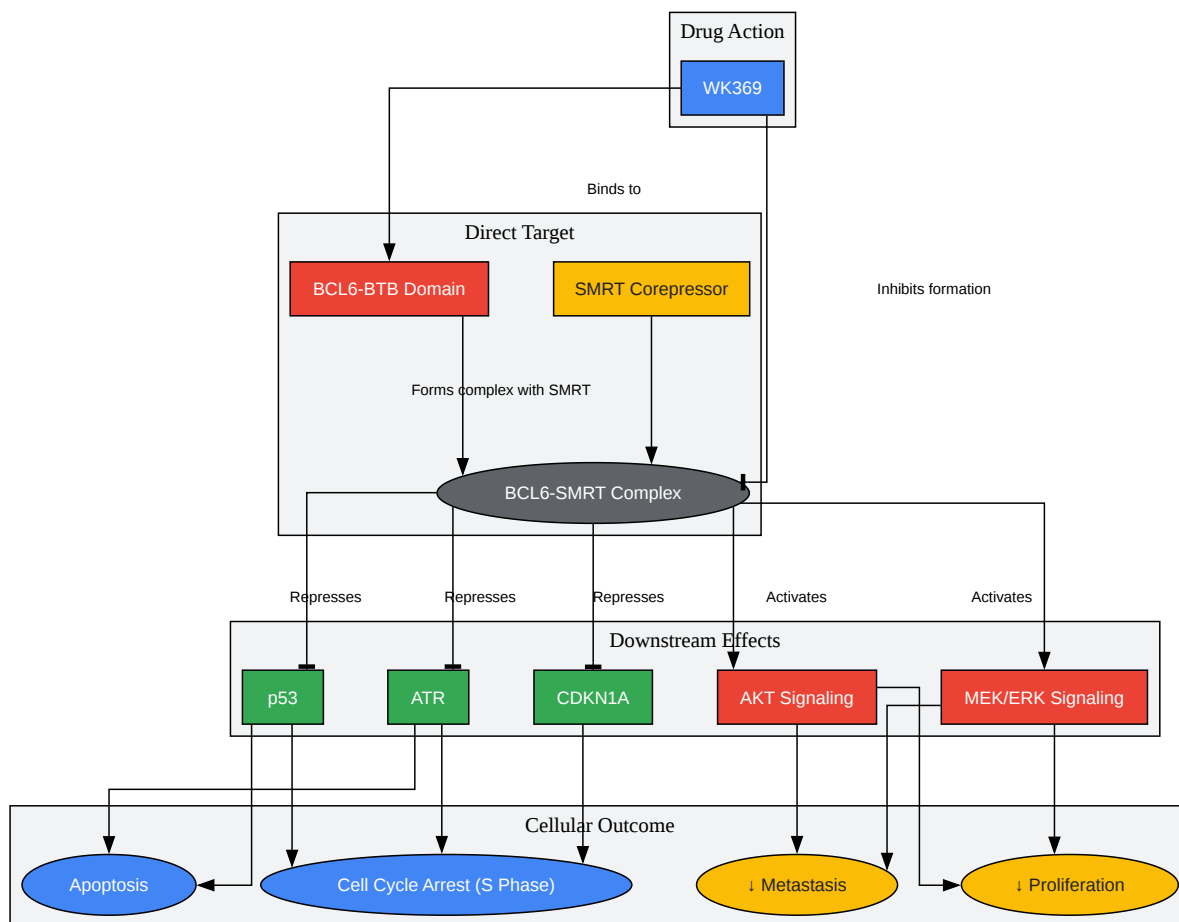 Drug Action
WK369
Binds to
Direct Target
BCL6-BTB Domain
SMRT Corepressor
Inhibits formation
Forms complex with SMRT
BCL6-SMRT Complex
Represses
Represses
Represses
Activates
Activates
Downstream Effects
p53
ATR
CDKN1A
AKT Signaling
MEK/ERK Signaling
Cellular Outcome
Apoptosis
Cell Cycle Arrest (S Phase)
↓ Metastasis
↓ Proliferation